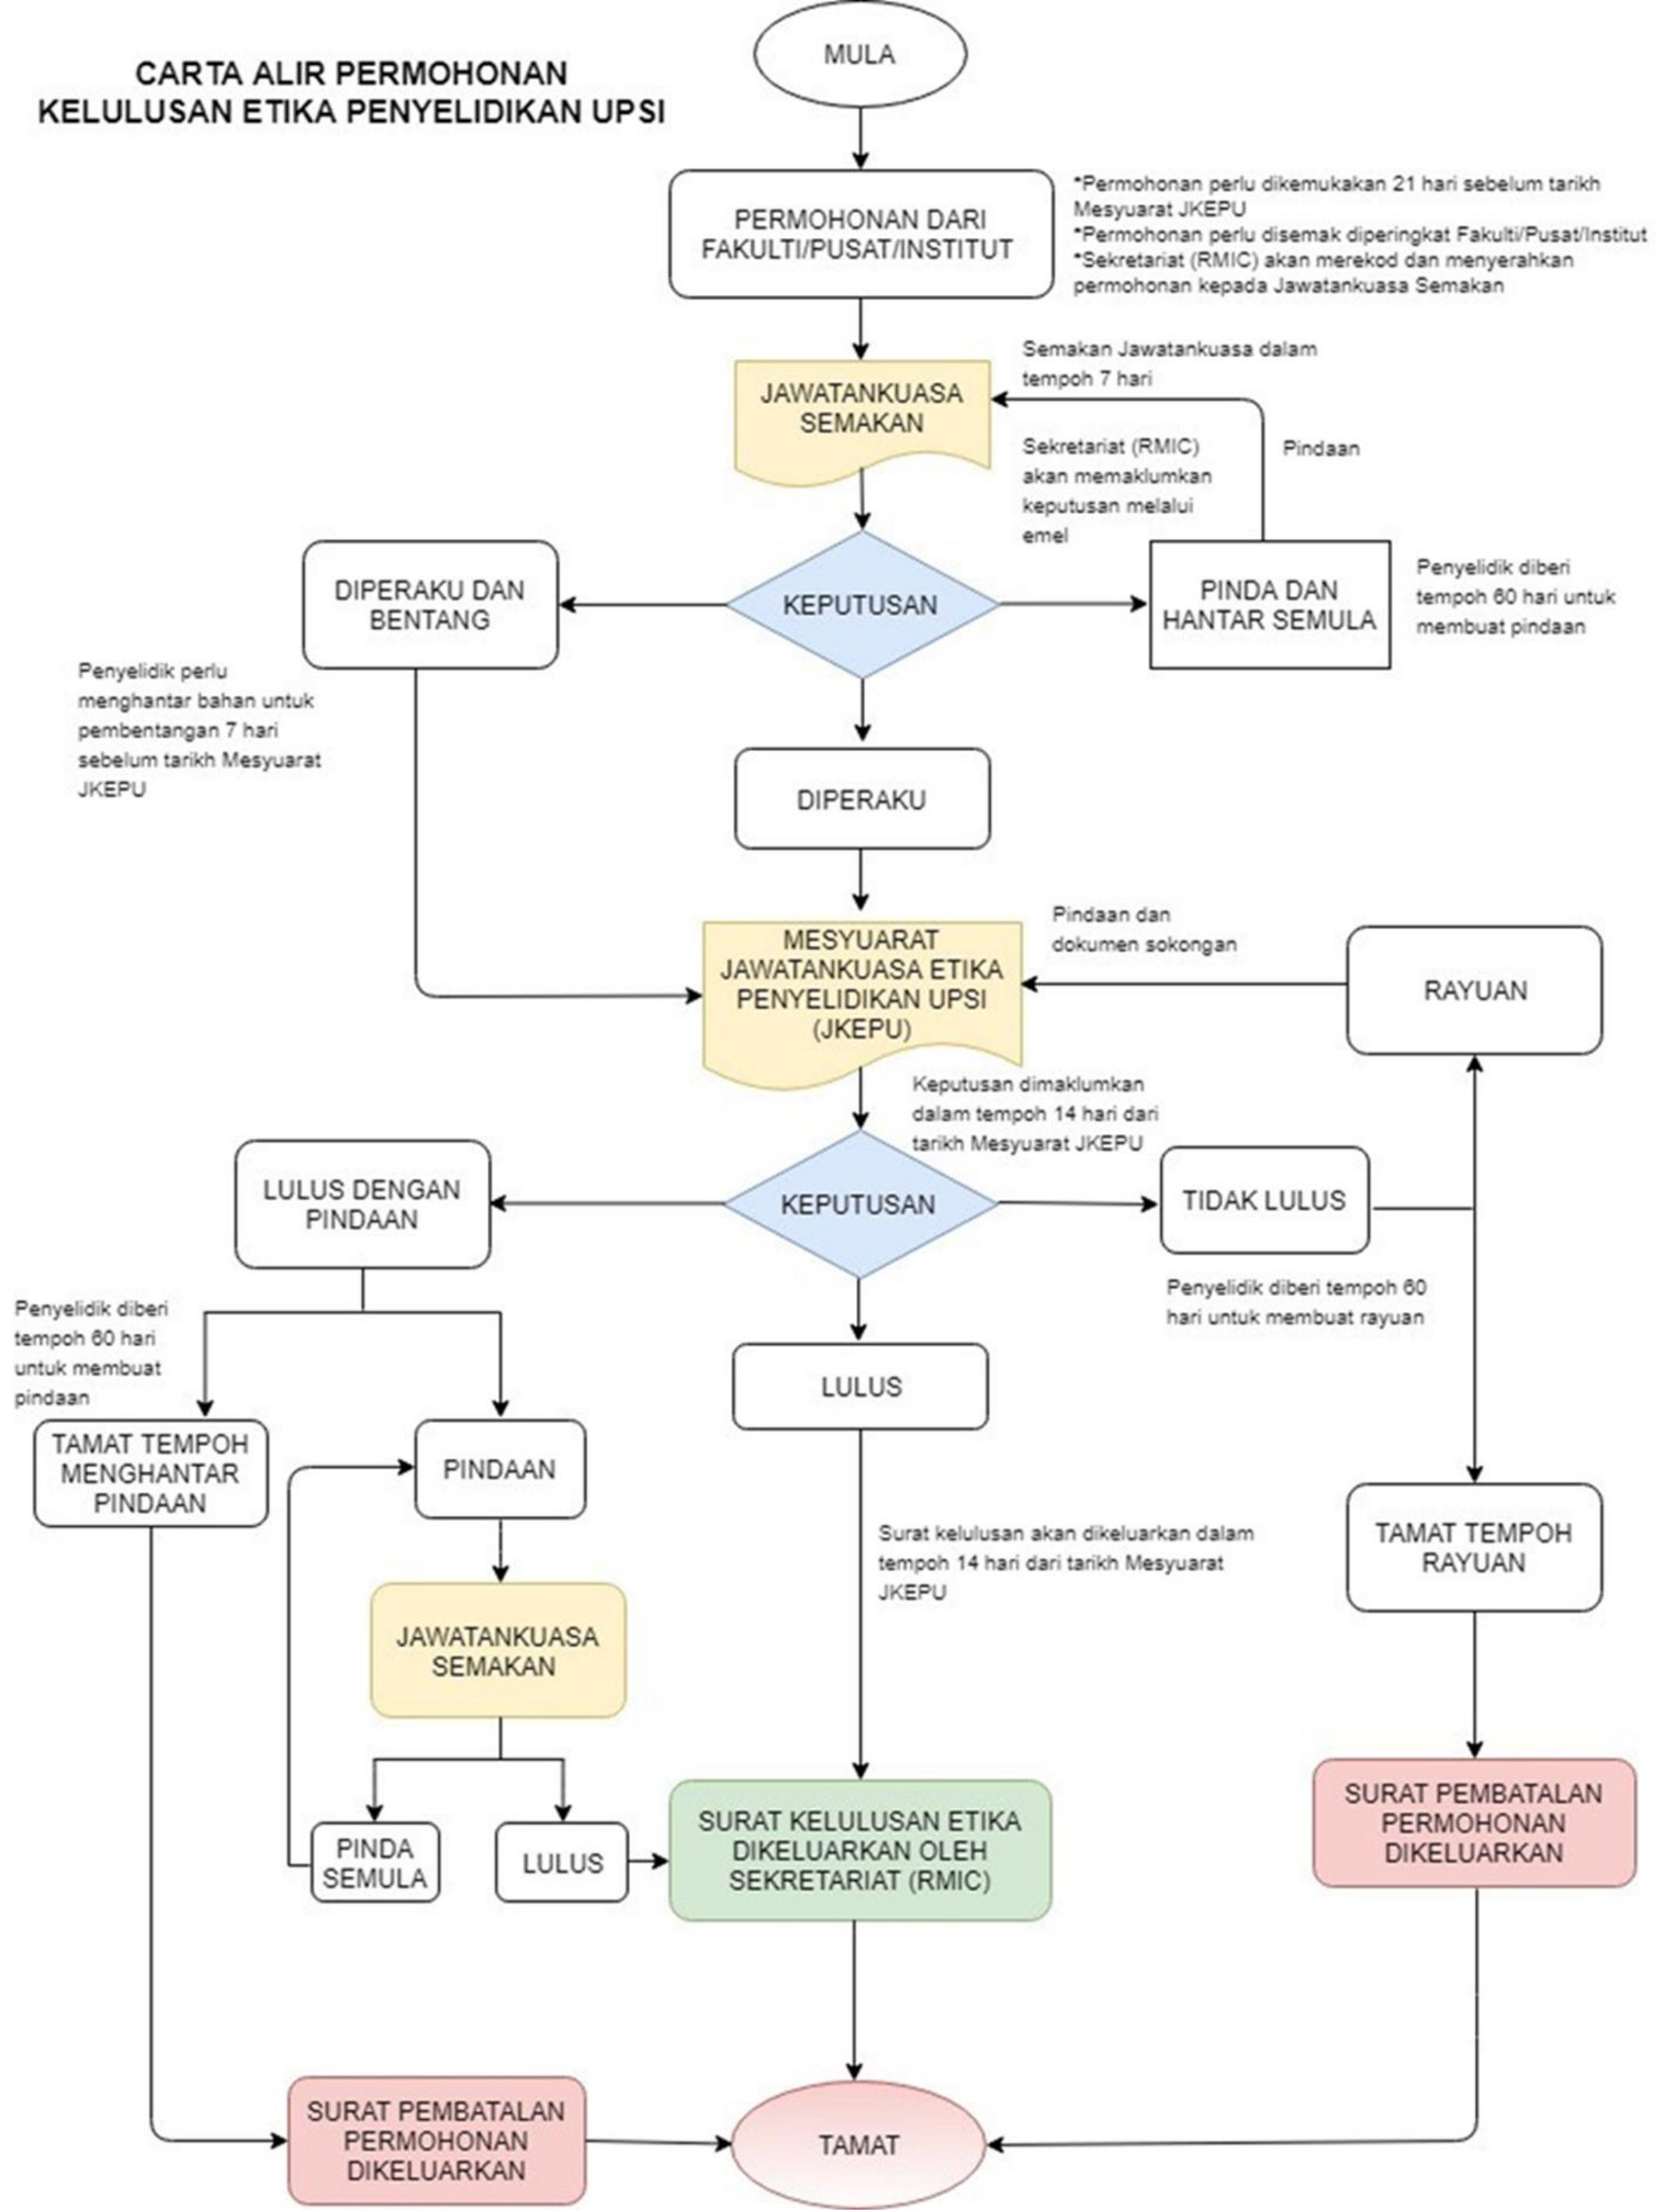 MULA
CARTA ALIR PERMOHONAN
KELULUSAN ETIKA PENYELIDIKAN UPSI
PERMOHONAN DARI
FAKULTI/PUSAT/INSTITUT
*Permohonan perlu dikemukakan 21 hari sebelum tarikh
Mesyuarat JKEPU
*Permohonan perlu disemak diperingkat Fakulti/Pusat/Institut
*Sekretariat (RMIC) akan merekod dan menyerahkan
permohonan kepada Jawatankuasa Semakan
JAWATANKUASA
SEMAKAN
Semakan Jawatankuasa dalam
tempoh 7 hari
Sekretariat (RMIC)
akan memaklumkan
keputusan melalui
emel
Pindaan
DIPERAKU DAN
BENTANG
KEPUTUSAN
PINDA DAN
HANTAR SEMULA
Penyelidik diberi
tempoh 60 hari untuk
membuat pindaan
Penyelidik perlu
menghantar bahan untuk
pembentangan 7 hari
sebelum tarikh Mesyuarat
JKEPU
DIPERAKU
MESYUARAT
JAWATANKUASA ETIKA
PENYELIDIKAN UPSI
(JKEPU)
Pindaan dan
dokumen sokongan
RAYUAN
Keputusan dimaklumkan
dalam tempoh 14 hari dari
tarikh Mesyuarat JKEPU
LULUS DENGAN
PINDAAN
KEPUTUSAN
TIDAK LULUS
Penyelidik diberi tempoh 60
hari untuk membuat rayuan
Penyelidik diberi
tempoh 60 hari
untuk membuat
pindaan
LULUS
TAMAT TEMPOH
MENGHANTAR
PINDAAN
PINDAAN
Surat kelulusan akan dikeluarkan dalam
tempoh 14 hari dari tarikh Mesyuarat
JKEPU
TAMAT TEMPOH
RAYUAN
JAWATANKUASA
SEMAKAN
PINDA
SEMULA
LULUS
SURAT KELULUSAN ETIKA
DIKELUARKAN OLEH
SEKRETARIAT (RMIC)
SURAT PEMBATALAN
PERMOHONAN
DIKELUARKAN
SURAT PEMBATALAN
PERMOHONAN
DIKELUARKAN
TAMAT